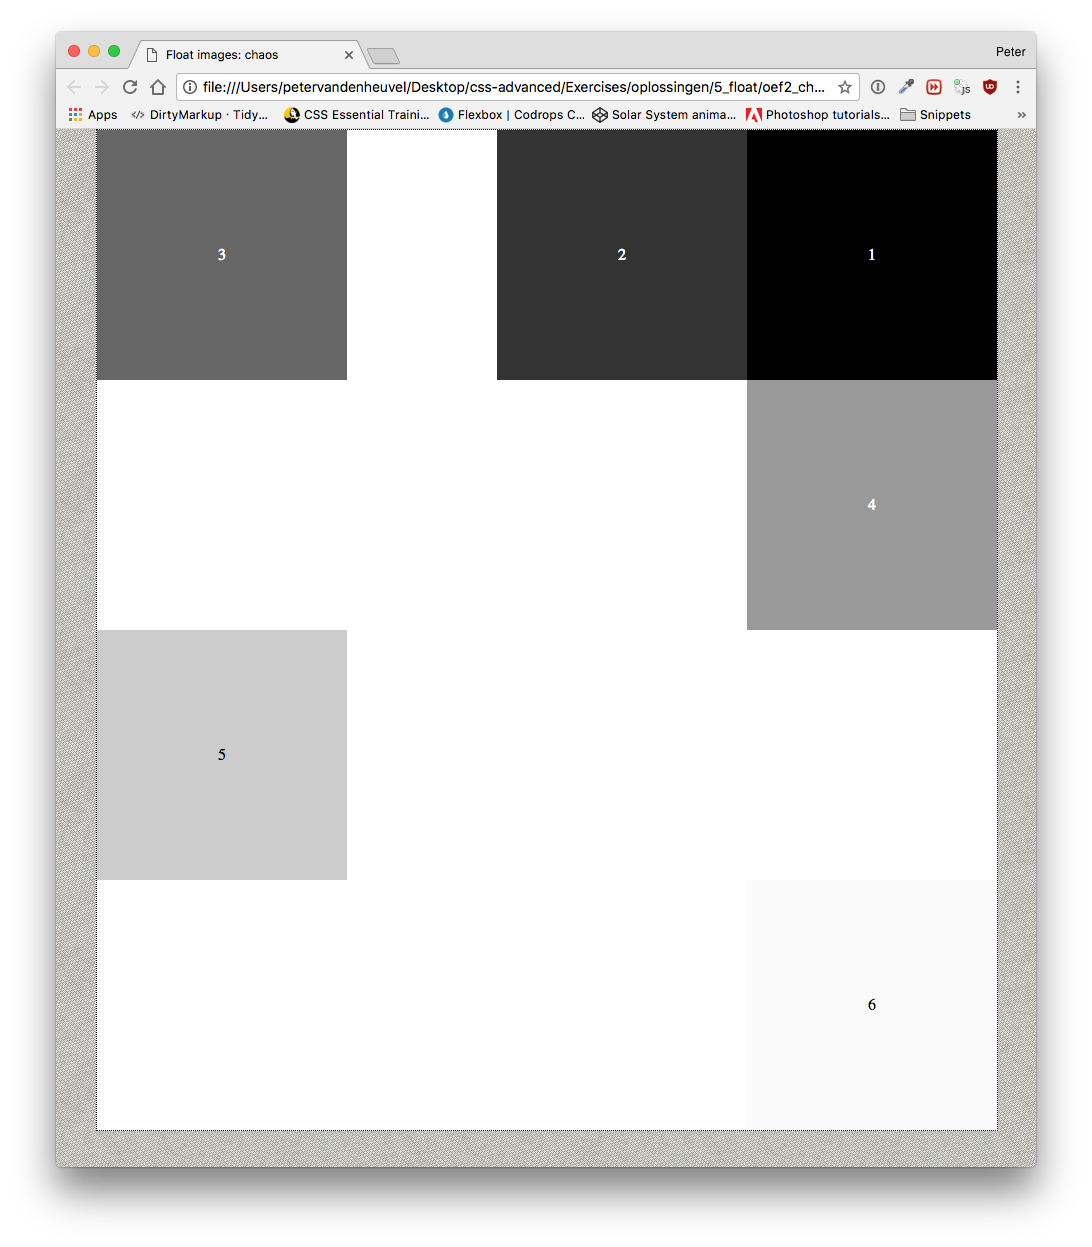 Float images: chaos
Peter
file:///Users/petervandenheuvel/Desktop/css-advanced/Exercises/oplossingen/5_float/oef2_ch...
js
Apps </> DirtyMarkup · Tidy... CSS Essential Traini... Flexbox | Codrops C... Solar System anima... Photoshop tutorials... Snippets »
3 2 1
4
5
6